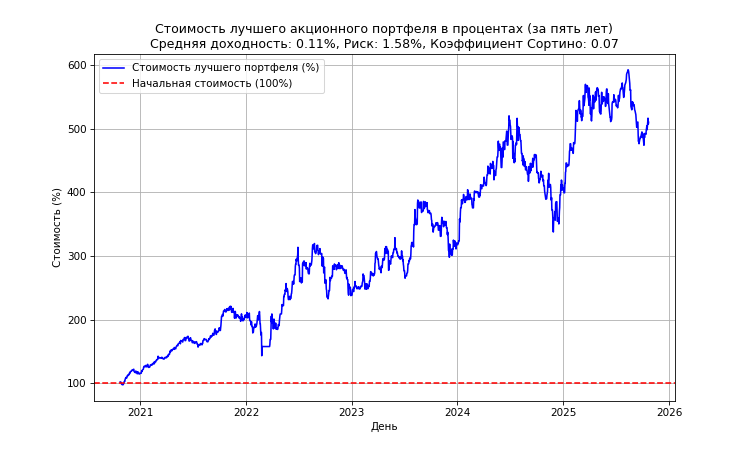 Стоимость лучшего акционного портфеля в процентах (за пять лет)
Средняя доходность: 0.11%, Риск: 1.58%, Коэффициент Сортино: 0.07
Стоимость лучшего портфеля (%)
Начальная стоимость (100%)
600
500
400
300
200
100
Стоимость (%)
2021 2022 2023 2024 2025 2026
День